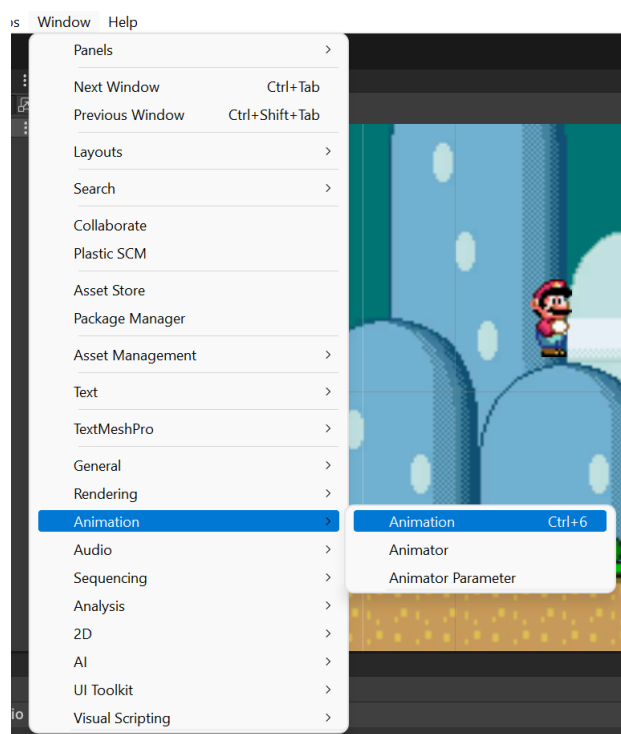 Window Help
Panels
Next Window Ctrl+Tab
Previous Window Ctrl+Shift+Tab
Layouts
Search
Collaborate
Plastic SCM
Asset Store
Package Manager
Asset Management
Text
TextMeshPro
General
Rendering
Animation
Animation Ctrl+6
Animator
Animator Parameter
Audio
Sequencing
Analysis
2D
AI
UI Toolkit
Visual Scripting